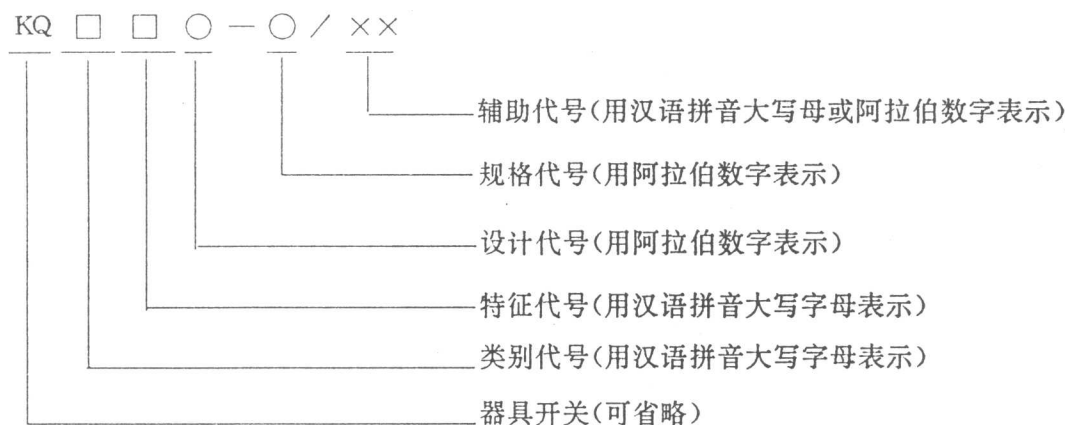 KQ □ □ ○ — ○ / ××
辅助代号(用汉语拼音大写母或阿拉伯数字表示)
规格代号(用阿拉伯数字表示)
设计代号(用阿拉伯数字表示)
特征代号(用汉语拼音大写字母表示)
类别代号(用汉语拼音大写字母表示)
器具开关(可省略)